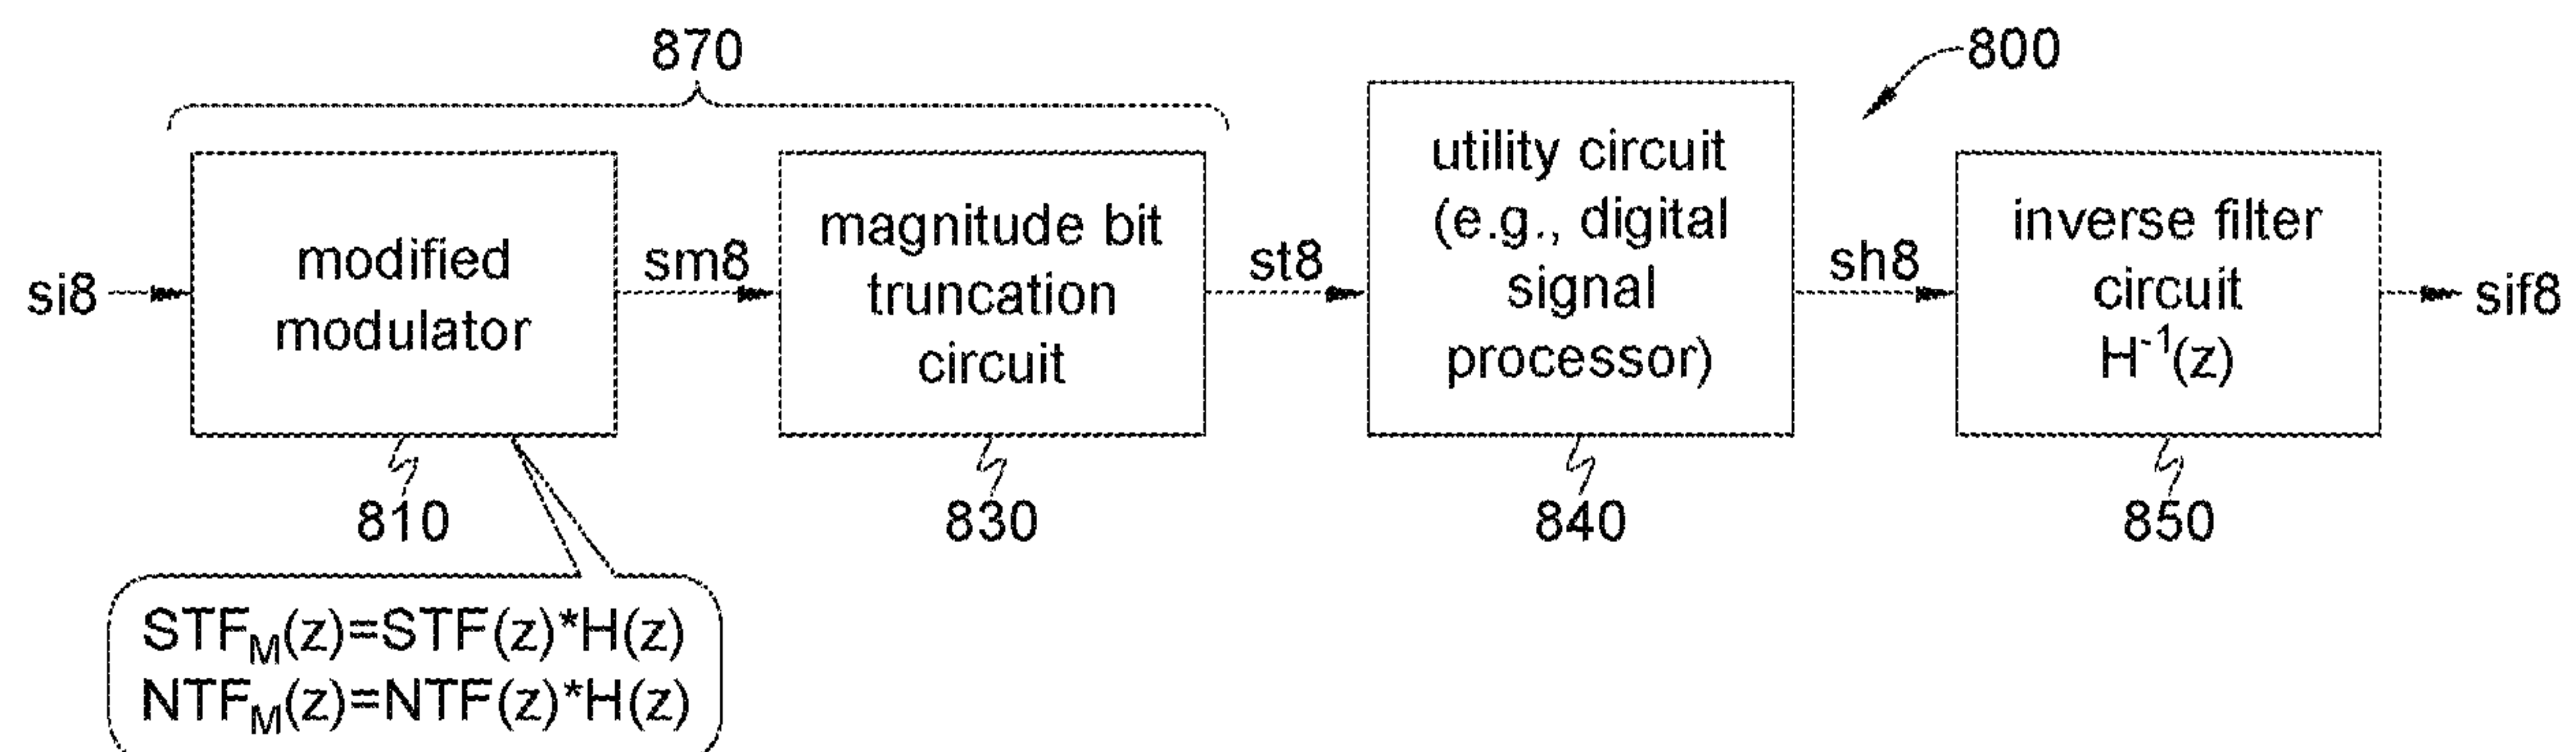 870
800
si8
modified
modulator
sm8
magnitude bit
truncation
circuit
st8
utility circuit
(e.g., digital
signal
processor)
sh8
inverse filter
circuit
H⁻¹(z)
sif8
810
830
840
850
STF_M(z)=STF(z)*H(z)
NTF_M(z)=NTF(z)*H(z)